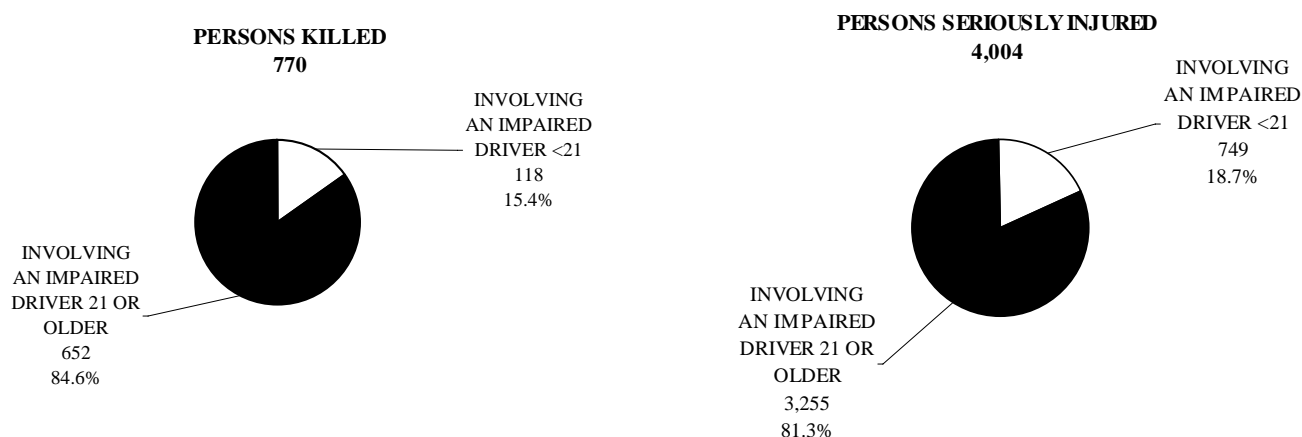 PERSONS KILLED
770
INVOLVING
AN IMPAIRED
DRIVER <21
118
15.4%
INVOLVING
AN IMPAIRED
DRIVER 21 OR
OLDER
652
84.6%
PERSONS SERIOUSLY INJURED
4,004
INVOLVING
AN IMPAIRED
DRIVER <21
749
18.7%
INVOLVING
AN IMPAIRED
DRIVER 21 OR
OLDER
3,255
81.3%